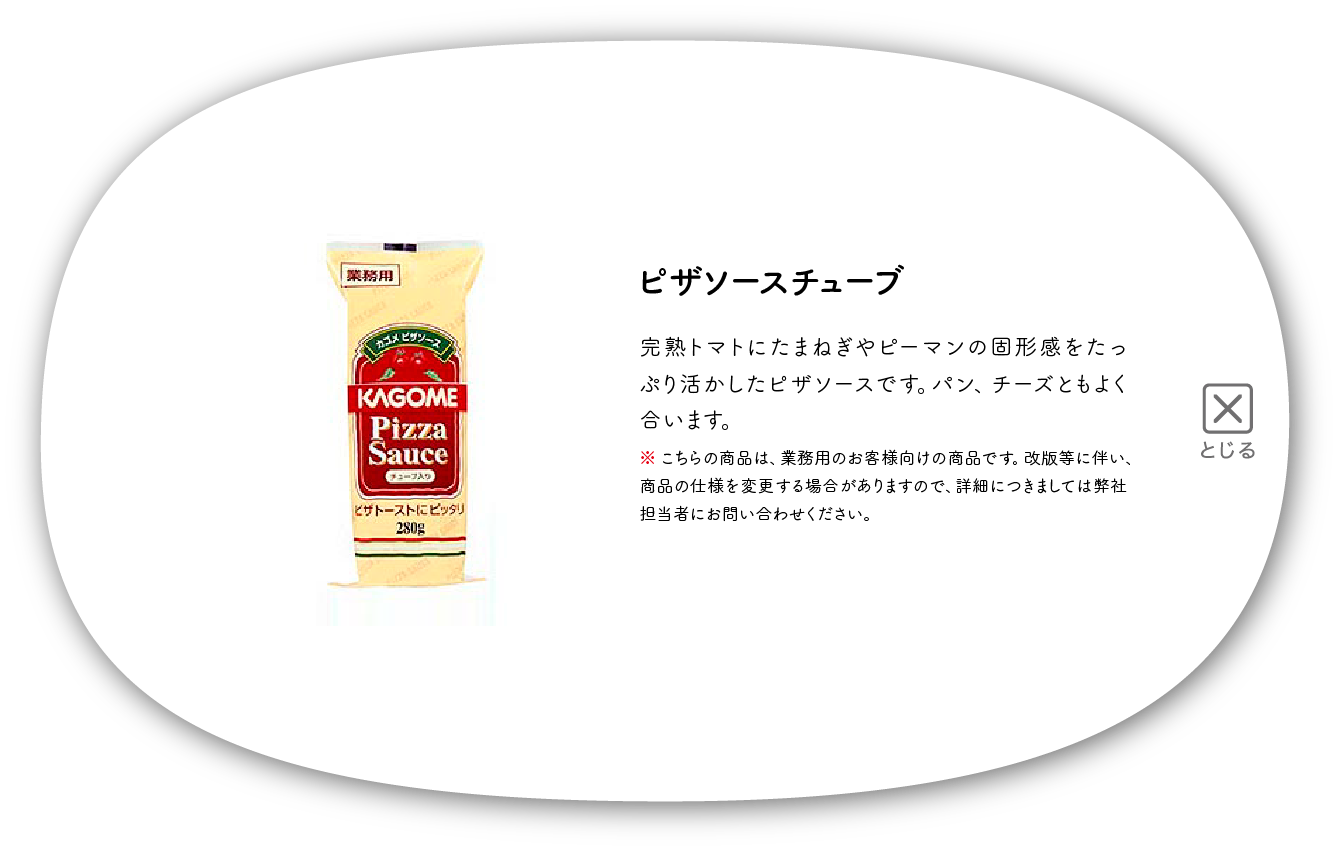 業務用
カゴメ ピザソース
KAGOME
Pizza
Sauce
チューブ入り
ピザトーストにピッタリ
280g
ピザソースチューブ
完熟トマトにたまねぎやピーマンの固形感をたっ
ぷり活かしたピザソースです。パン、チーズともよく
合います。
※ こちらの商品は、業務用のお客様向けの商品です。改版等に伴い、
商品の仕様を変更する場合がありますので、詳細につきましては弊社
担当者にお問い合わせください。
とじる